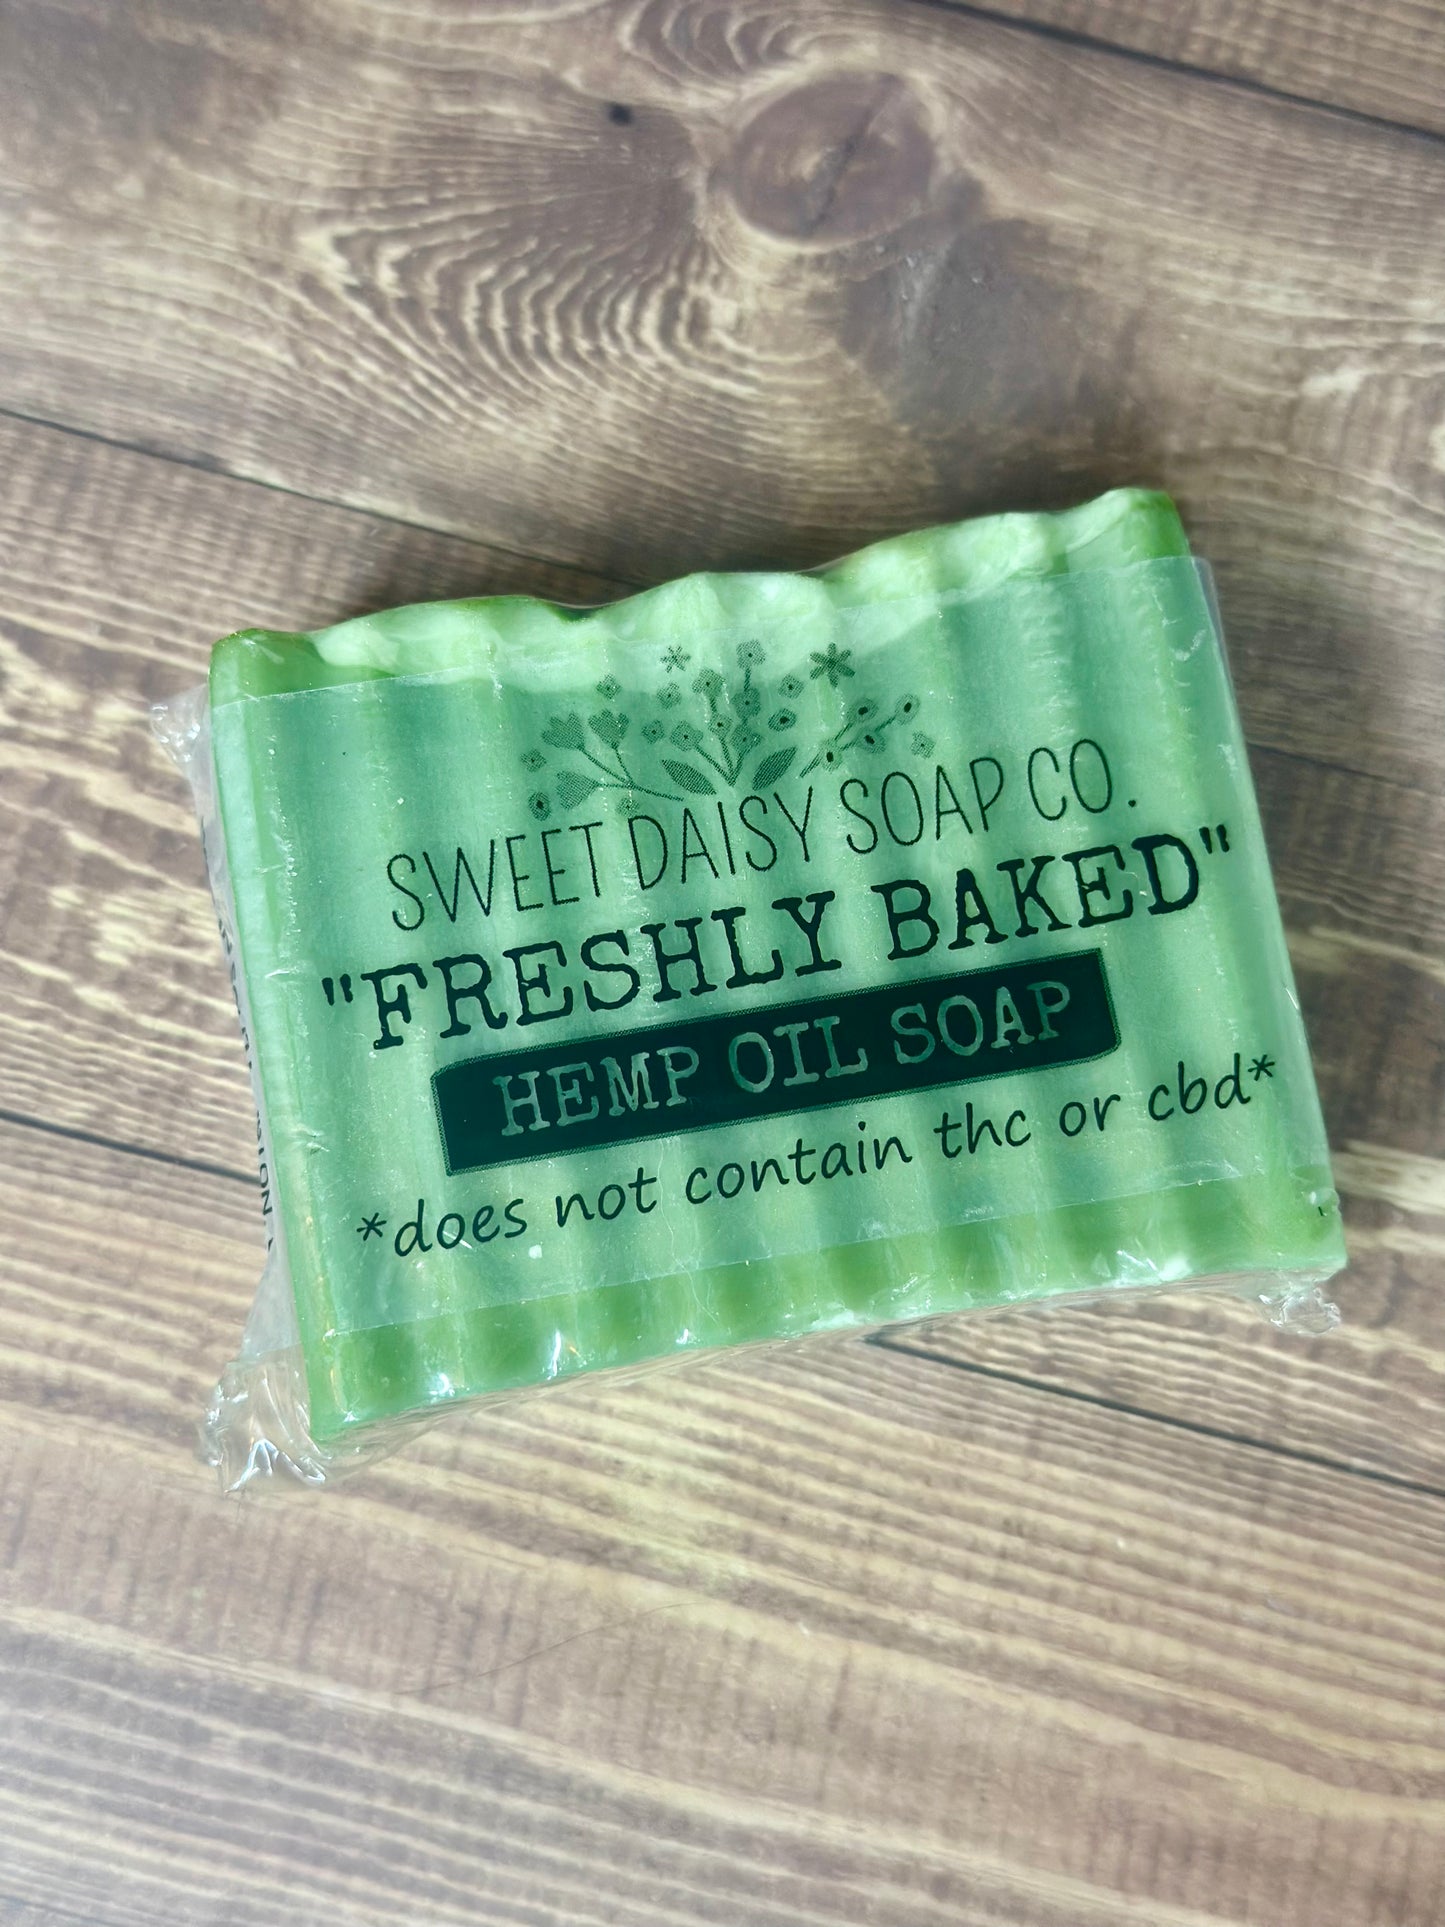 SWEET DAISY SOAP CO.
"FRESHLY BAKED"
HEMP OIL SOAP
*does not contain thc or cbd*